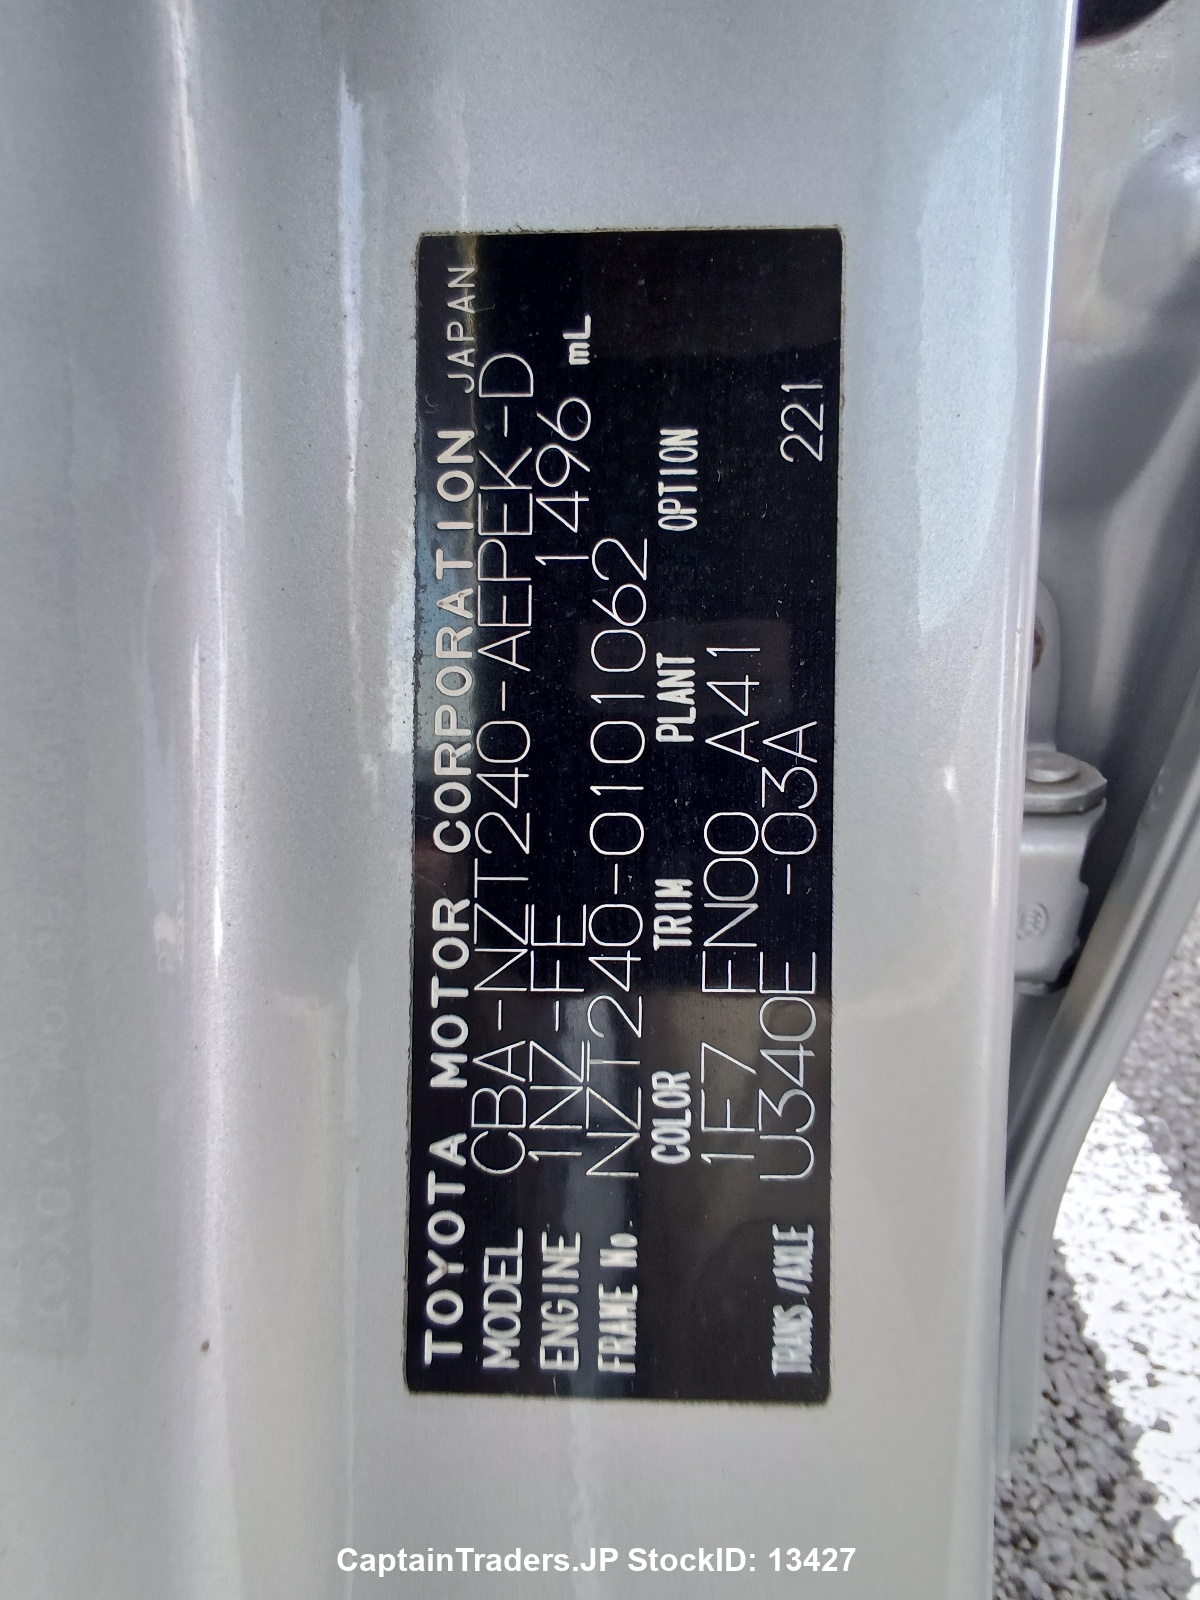 TOYOTA MOTOR CORPORATION JAPAN
MODEL CBA-NZT240-AEPEK-D
ENGINE 1NZ-FE 1496 mL
FRAME No. NZT240-0101062
COLOR TRIM PLANT OPTION
1F7 FN00 A41
TRANS/AXLE U340E -03A 221
CaptainTraders.JP StockID: 13427